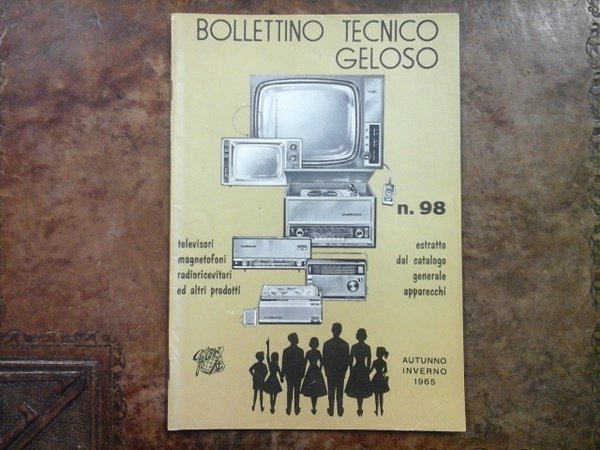 BOLLETTINO TECNICO
GELOSO
n. 98
televisori
magnetofoni
radioricevitori
ed altri prodotti
estratto
dal catalogo
generale
apparecchi
AUTUNNO
INVERNO
1965